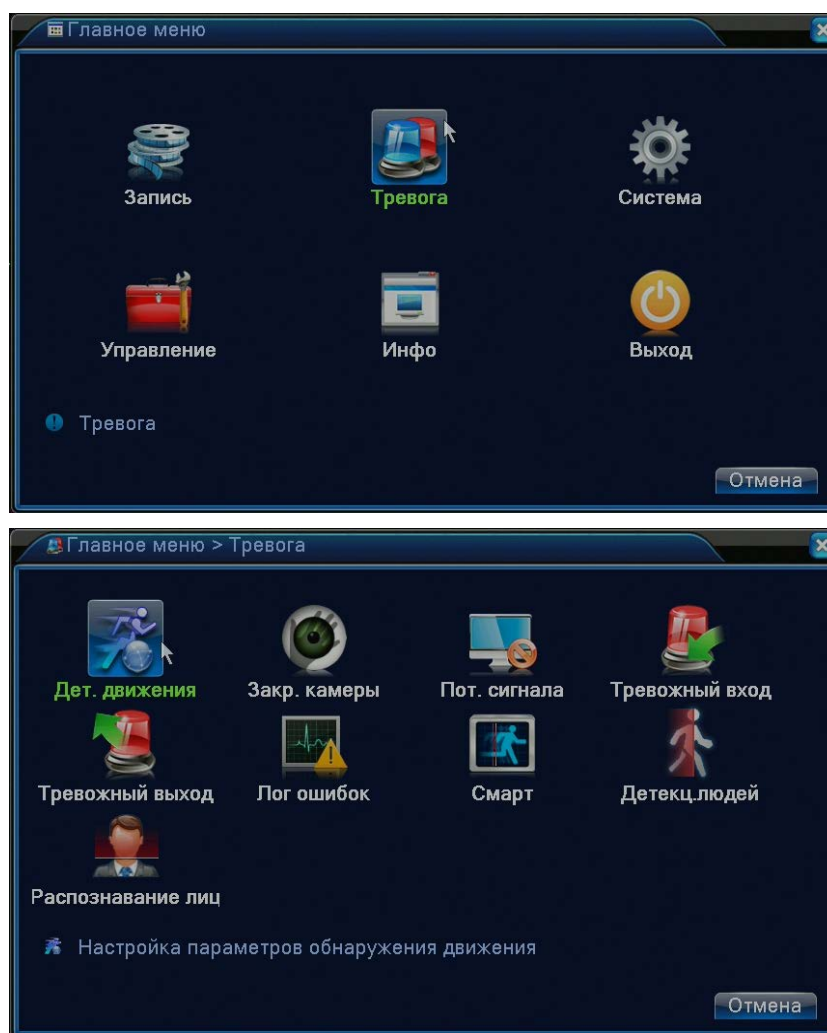 Главное меню
Запись Тревога Система
Управление Инфо Выход
Тревога
Отмена
Главное меню > Тревога
Дет. движения Закр. камеры Пот. сигнала Тревожный вход
Тревожный выход Лог ошибок Смарт Детекц.людей
Распознавание лиц
Настройка параметров обнаружения движения
Отмена